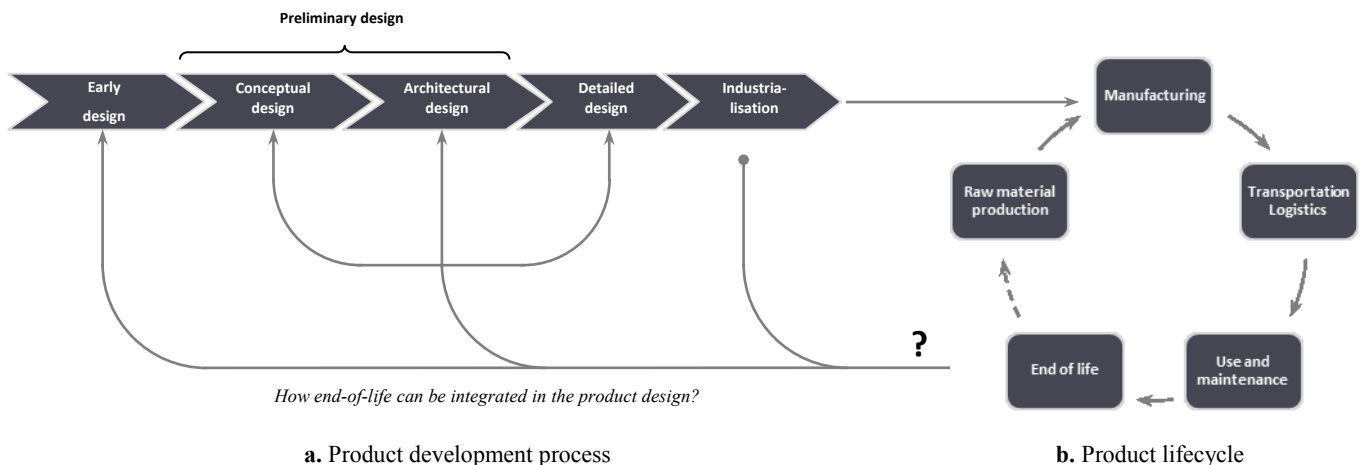 Preliminary design
Early
design
Conceptual
design
Architectural
design
Detailed
design
Industria-
lisation
Manufacturing
Raw material
production
Transportation
Logistics
?
End of life
Use and
maintenance
How end-of-life can be integrated in the product design?
a. Product development process
b. Product lifecycle